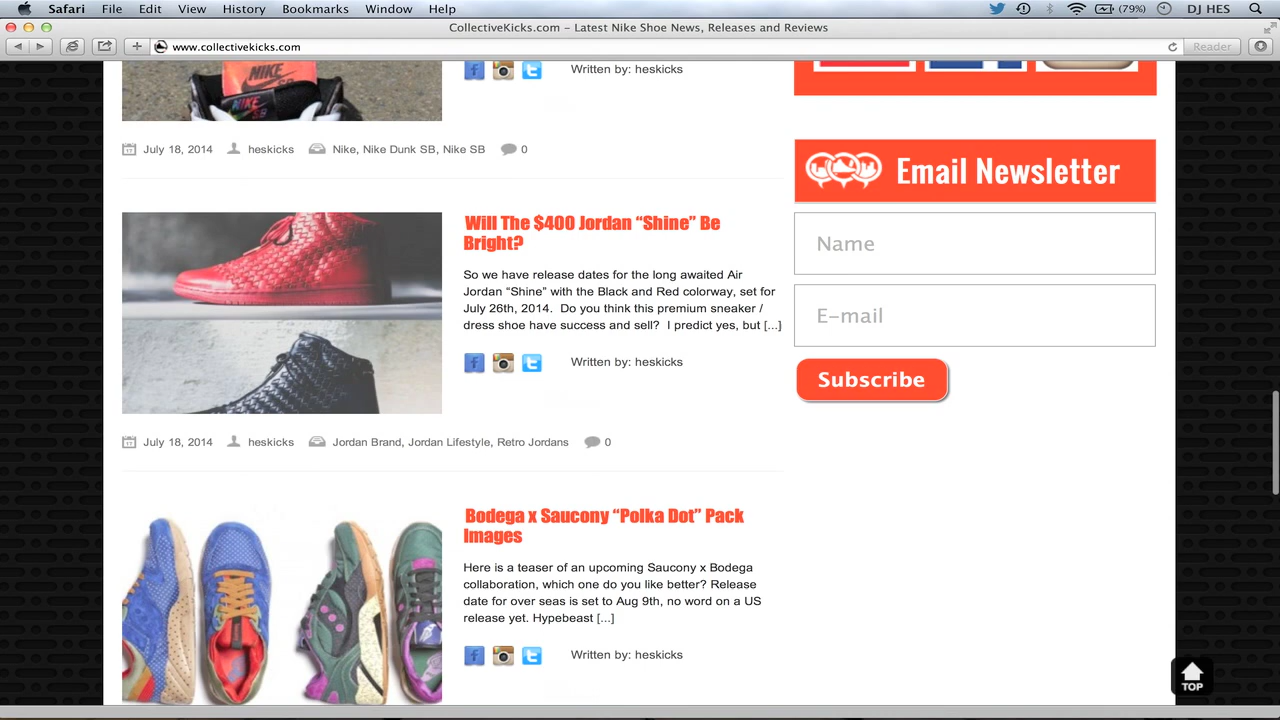 Safari File Edit View History Bookmarks Window Help (79%) DJ HES
CollectiveKicks.com – Latest Nike Shoe News, Releases and Reviews
www.collectivekicks.com Reader
NIKE
NIKE
Written by: heskicks
July 18, 2014 heskicks Nike, Nike Dunk SB, Nike SB 0
Will The $400 Jordan “Shine” Be
Bright?
So we have release dates for the long awaited Air
Jordan “Shine” with the Black and Red colorway, set for
July 26th, 2014. Do you think this premium sneaker /
dress shoe have success and sell? I predict yes, but [...]
Written by: heskicks
July 18, 2014 heskicks Jordan Brand, Jordan Lifestyle, Retro Jordans 0
Bodega x Saucony “Polka Dot” Pack
Images
Here is a teaser of an upcoming Saucony x Bodega
collaboration, which one do you like better? Release
date for over seas is set to Aug 9th, no word on a US
release yet. Hypebeast [...]
Written by: heskicks
Email Newsletter
Name
E-mail
Subscribe
TOP